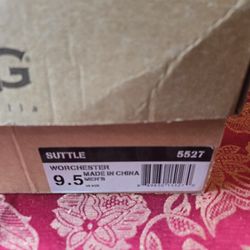 G
SUTTLE 5527
WORCHESTER
9.5 MADE IN CHINA
MEN'S